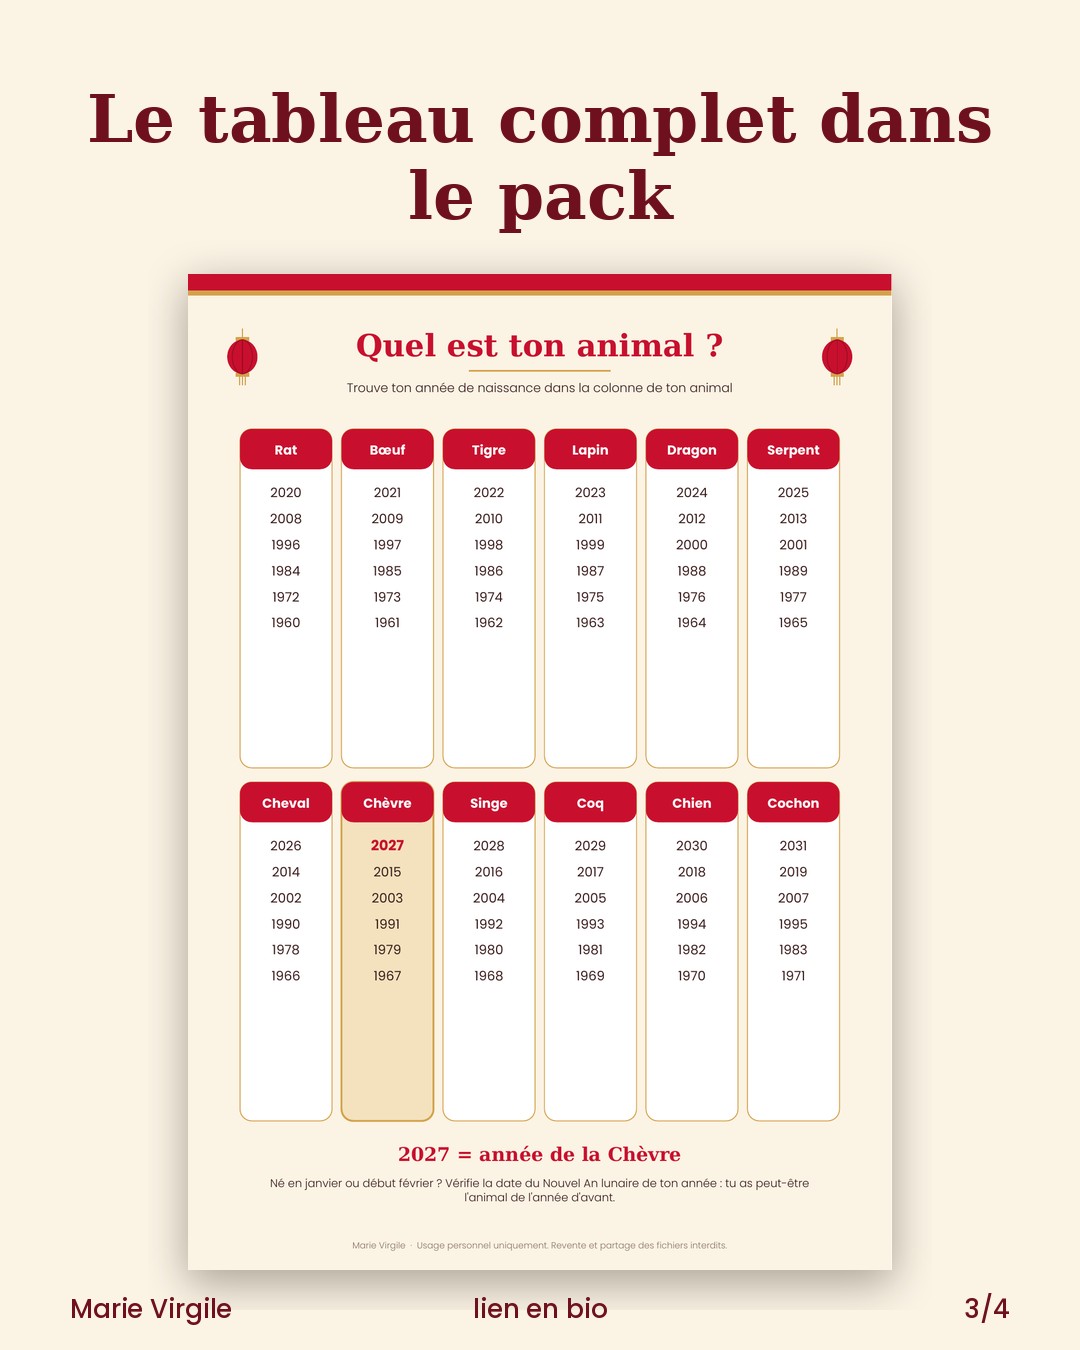 Le tableau complet dans
le pack
Quel est ton animal ?
Trouve ton année de naissance dans la colonne de ton animal
Rat Bœuf Tigre Lapin Dragon Serpent
2020 2021 2022 2023 2024 2025
2008 2009 2010 2011 2012 2013
1996 1997 1998 1999 2000 2001
1984 1985 1986 1987 1988 1989
1972 1973 1974 1975 1976 1977
1960 1961 1962 1963 1964 1965
Cheval Chèvre Singe Coq Chien Cochon
2026 2027 2028 2029 2030 2031
2014 2015 2016 2017 2018 2019
2002 2003 2004 2005 2006 2007
1990 1991 1992 1993 1994 1995
1978 1979 1980 1981 1982 1983
1966 1967 1968 1969 1970 1971
2027 = année de la Chèvre
Né en janvier ou début février ? Vérifie la date du Nouvel An lunaire de ton année : tu as peut-être
l'animal de l'année d'avant.
Marie Virgile · Usage personnel uniquement. Revente et partage des fichiers interdits.
Marie Virgile lien en bio 3/4